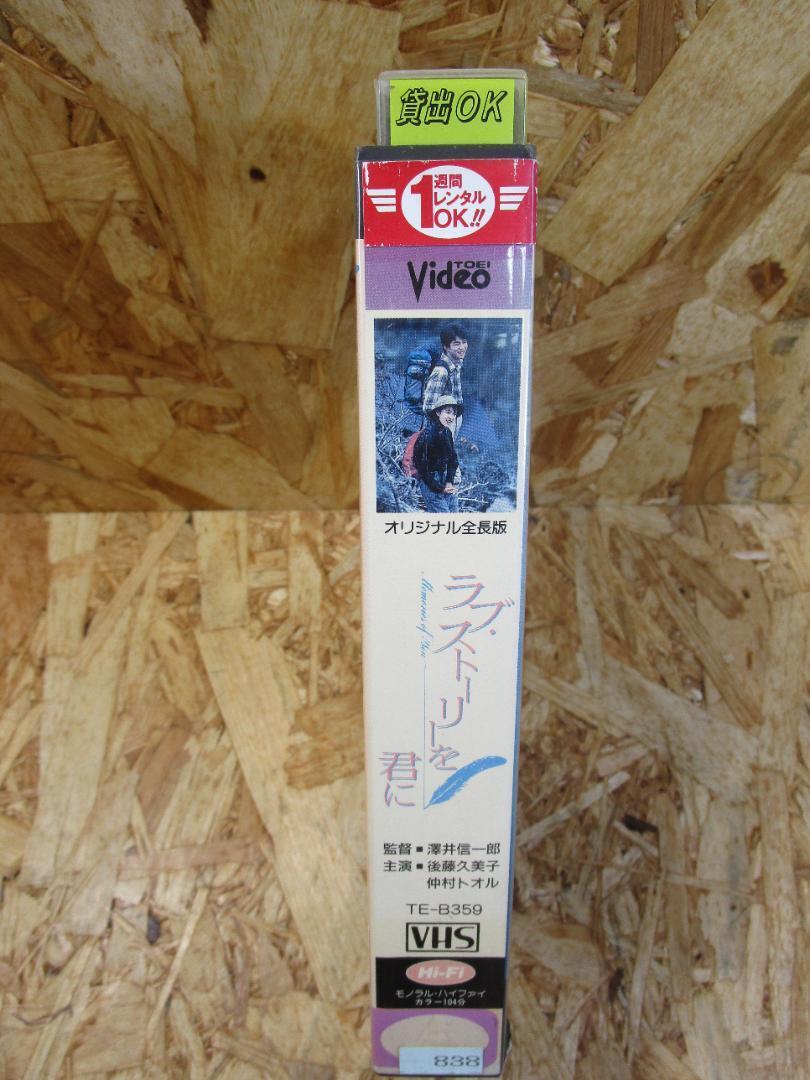 貸出OK
1週間
レンタル
OK!!
TOEI
Video
オリジナル全長版
ラブ・ストーリーを
君に
Moments of
監督■澤井信一郎
主演■後藤久美子
仲村トオル
TE-B359
VHS
Hi-Fi
モノラル・ハイファイ
カラー104分
838